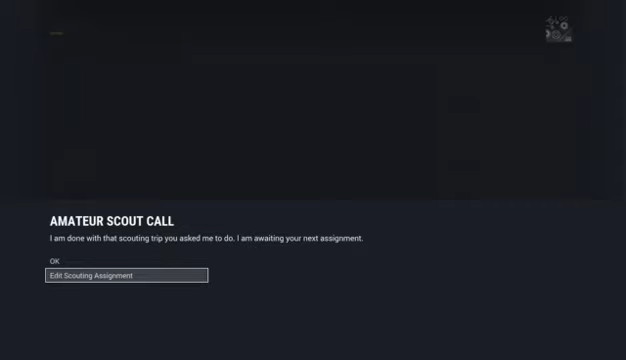 AMATEUR SCOUT CALL
I am done with that scouting trip you asked me to do. I am awaiting your next assignment.
OK
Edit Scouting Assignment